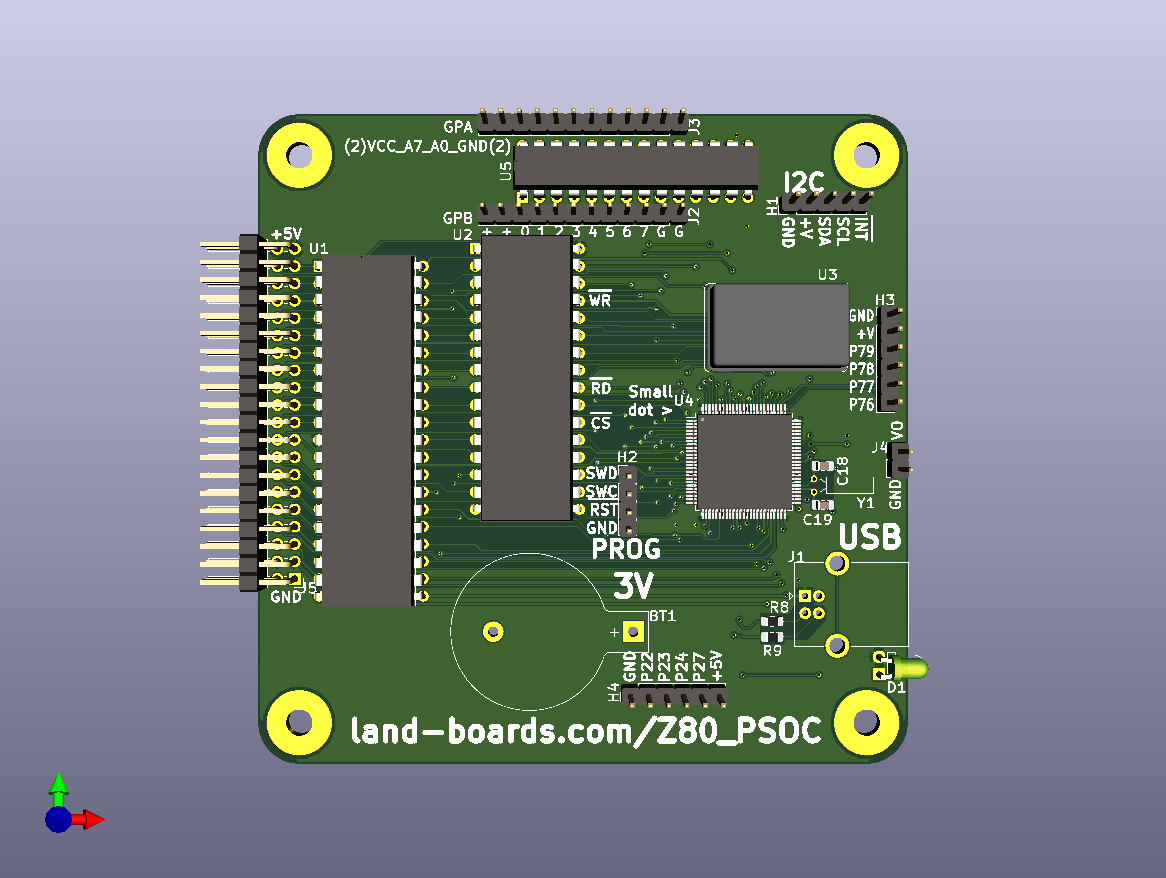 GPA
J3
(2)VCC_A7_A0_GND(2)
U5
I2C
H1
GPB
J2
+ + 0 1 2 3 4 5 6 7 G G
GND
+V
SDA
SCL
INT
+5V
U1
U2
U3
WR
H3
GND
+V
P79
P78
P77
P76
RD
Small
dot >
U4
CS
VO
J4
GND
H2
SWD
SWC
RST
GND
PROG
C18
Y1
C19
USB
J1
3V
J5
GND
BT1
+
R8
R9
GND
P22
P23
P24
P27
+5V
H4
D1
land-boards.com/Z80_PSOC